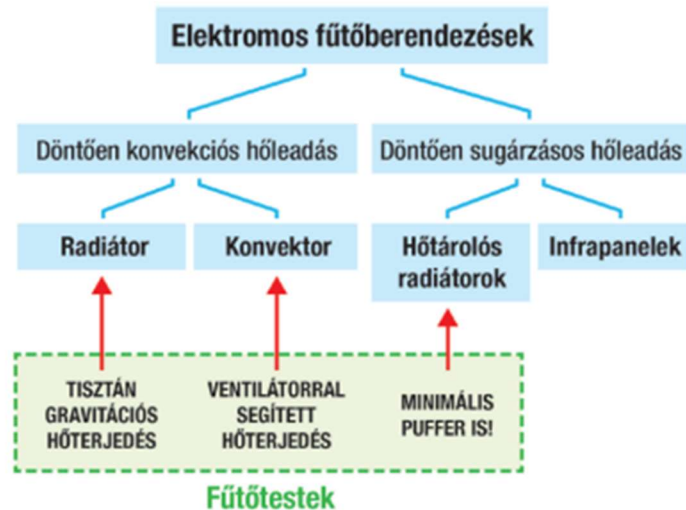 Elektromos fűtőberendezések
Döntően konvekciós hőleadás
Döntően sugárzásos hőleadás
Radiátor
Konvektor
Hőtárolós
radiátorok
Infrapanelek
TISZTÁN
GRAVITÁCIÓS
HŐTERJEDÉS
VENTILÁTORRAL
SEGÍTETT
HŐTERJEDÉS
MINIMÁLIS
PUFFER IS!
Fűtőtestek